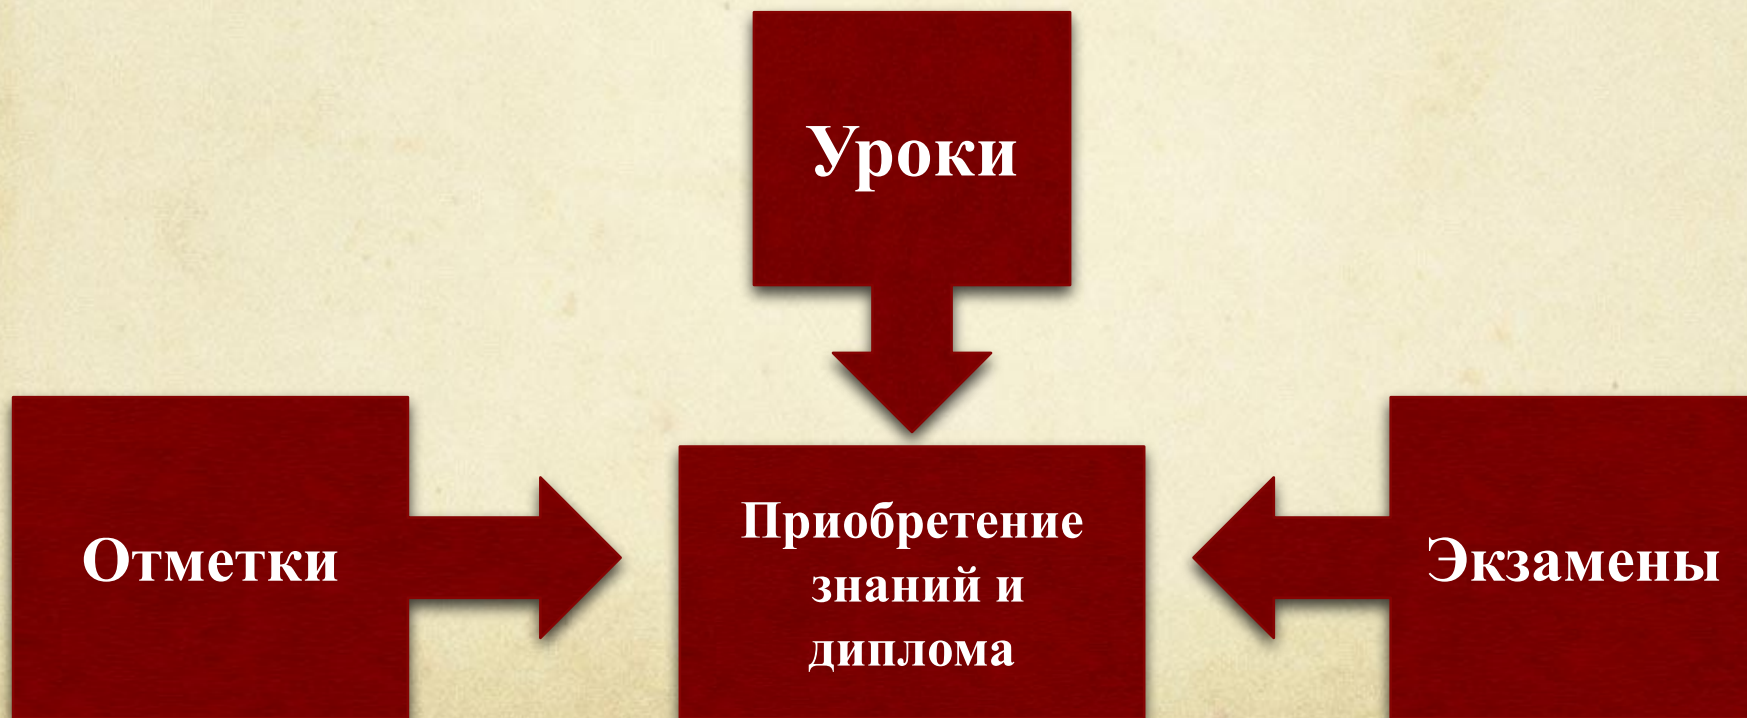 Уроки
Отметки
Приобретение
знаний и
диплома
Экзамены